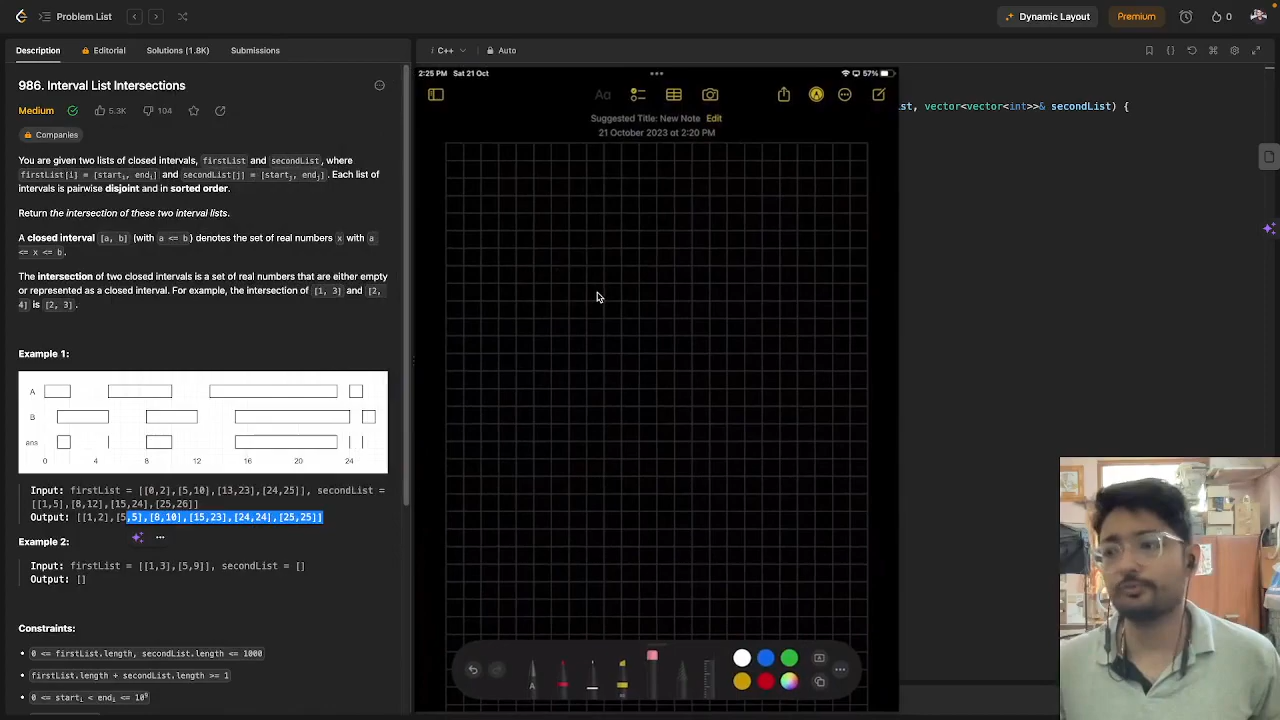 Problem List
Dynamic Layout
Premium
0
Description
Editorial
Solutions (1.8K)
Submissions
C++
Auto
986. Interval List Intersections
Medium
5.3K
104
Companies
You are given two lists of closed intervals, firstList and secondList, where
firstList[i] = [starti, endi] and secondList[j] = [startj, endj]. Each list of
intervals is pairwise disjoint and in sorted order.
Return the intersection of these two interval lists.
A closed interval [a, b] (with a <= b) denotes the set of real numbers x with a
<= x <= b.
The intersection of two closed intervals is a set of real numbers that are either empty
or represented as a closed interval. For example, the intersection of [1, 3] and [2,
4] is [2, 3].
Example 1:
A
B
ans
0 4 8 12 16 20 24
Input: firstList = [[0,2],[5,10],[13,23],[24,25]], secondList =
[[1,5],[8,12],[15,24],[25,26]]
Output: [[1,2],[5,5],[8,10],[15,23],[24,24],[25,25]]
Example 2:
Input: firstList = [[1,3],[5,9]], secondList = []
Output: []
Constraints:
0 <= firstList.length, secondList.length <= 1000
firstList.length + secondList.length >= 1
0 <= starti < endi <= 10^9
2:25 PM Sat 21 Oct
57%
Aa
Suggested Title: New Note Edit
21 October 2023 at 2:20 PM
A
st, vector<vector<int>>& secondList) {